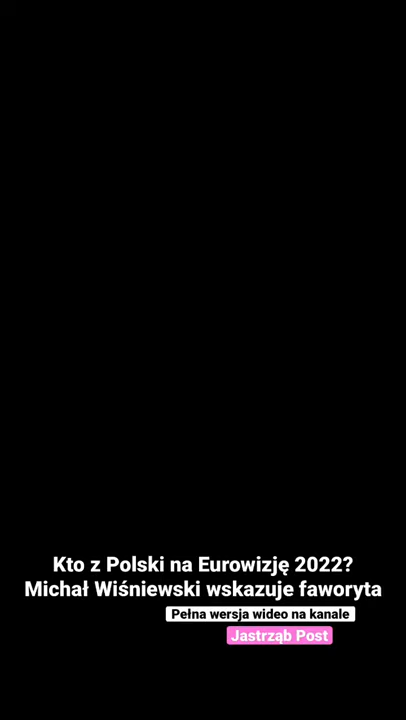 Kto z Polski na Eurowizję 2022?
Michał Wiśniewski wskazuje faworyta
Pełna wersja wideo na kanale
Jastrząb Post